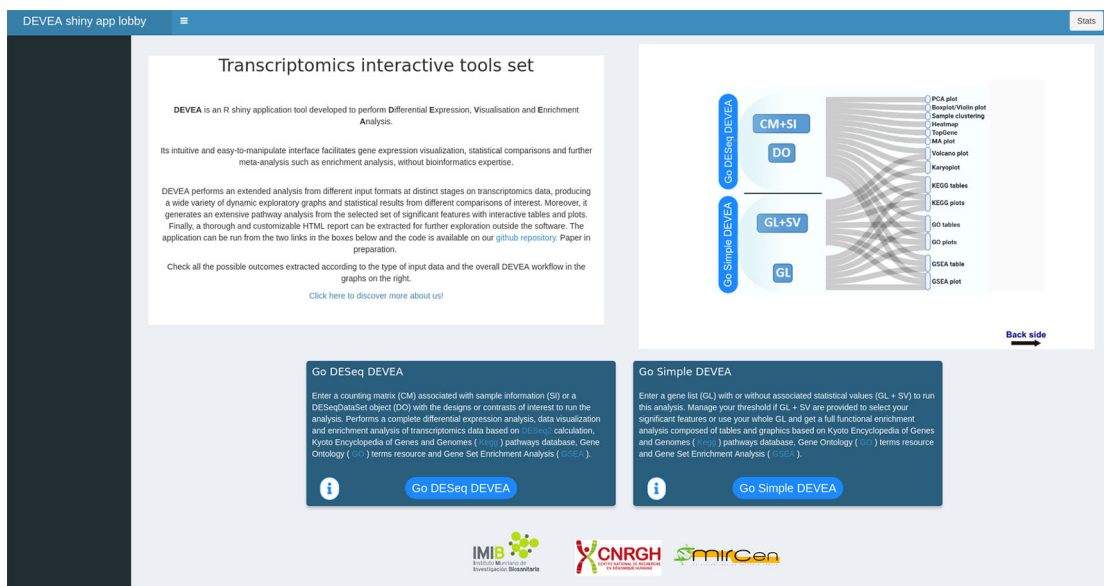 DEVEA shiny app lobby
Stats
Transcriptomics interactive tools set
DEVEA is an R shiny application tool developed to perform Differential Expression, Visualisation and Enrichment
Analysis.
Its intuitive and easy-to-manipulate interface facilitates gene expression visualization, statistical comparisons and further
meta-analysis such as enrichment analysis, without bioinformatics expertise.
DEVEA performs an extended analysis from different input formats at distinct stages on transcriptomics data, producing
a wide variety of dynamic exploratory graphs and statistical results from different comparisons of interest. Moreover, it
generates an extensive pathway analysis from the selected set of significant features with interactive tables and plots.
Finally, a thorough and customizable HTML report can be extracted for further exploration outside the software. The
application can be run from the two links in the boxes below and the code is available on our github repository. Paper in
preparation.
Check all the possible outcomes extracted according to the type of input data and the overall DEVEA workflow in the
graphs on the right.
Click here to discover more about us!
Go DESeq DEVEA
CM+SI
DO
Go Simple DEVEA
GL+SV
GL
PCA plot
Boxplot/Violin plot
Sample clustering
Heatmap
TopGene
MA plot
Volcano plot
Karyoplot
KEGG tables
KEGG plots
GO tables
GO plots
GSEA table
GSEA plot
Back side
Go DESeq DEVEA
Enter a counting matrix (CM) associated with sample information (SI) or a
DESeqDataSet object (DO) with the designs or contrasts of interest to run the
analysis. Performs a complete differential expression analysis, data visualization
and enrichment analysis of transcriptomics data based on DESeq2 calculation,
Kyoto Encyclopedia of Genes and Genomes ( Kegg ) pathways database, Gene
Ontology ( GO ) terms resource and Gene Set Enrichment Analysis ( GSEA ).
Go DESeq DEVEA
Go Simple DEVEA
Enter a gene list (GL) with or without associated statistical values (GL + SV) to run
this analysis. Manage your threshold if GL + SV are provided to select your
significant features or use your whole GL and get a full functional enrichment
analysis composed of tables and graphics based on Kyoto Encyclopedia of Genes
and Genomes ( Kegg ) pathways database, Gene Ontology ( GO ) terms resource
and Gene Set Enrichment Analysis ( GSEA ).
Go Simple DEVEA
IMIB
Instituto Murciano de
Investigación Biosanitaria
CNRGH
CENTRE NATIONAL DE RECHERCHE
EN GÉNOMIQUE HUMAINE
mirCen